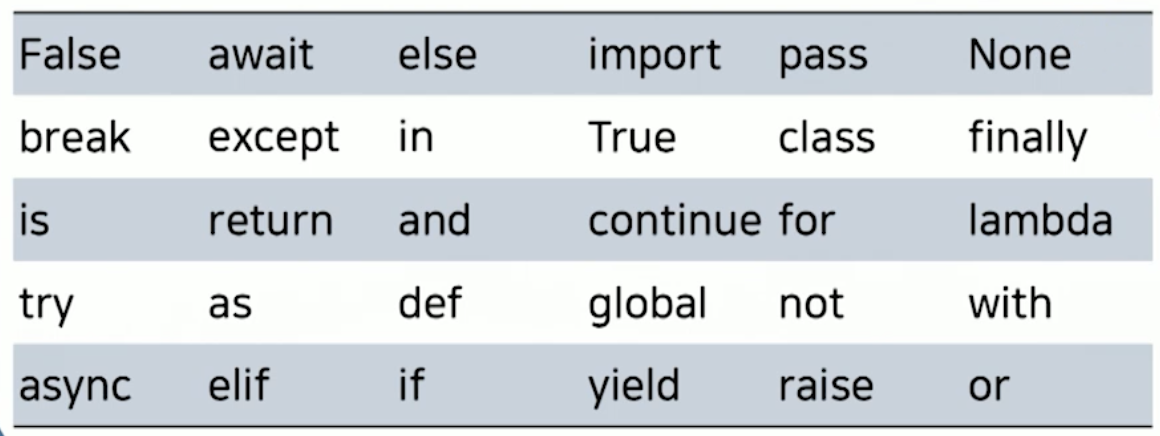 False await else import pass None
break except in True class finally
is return and continue for lambda
try as def global not with
async elif if yield raise or